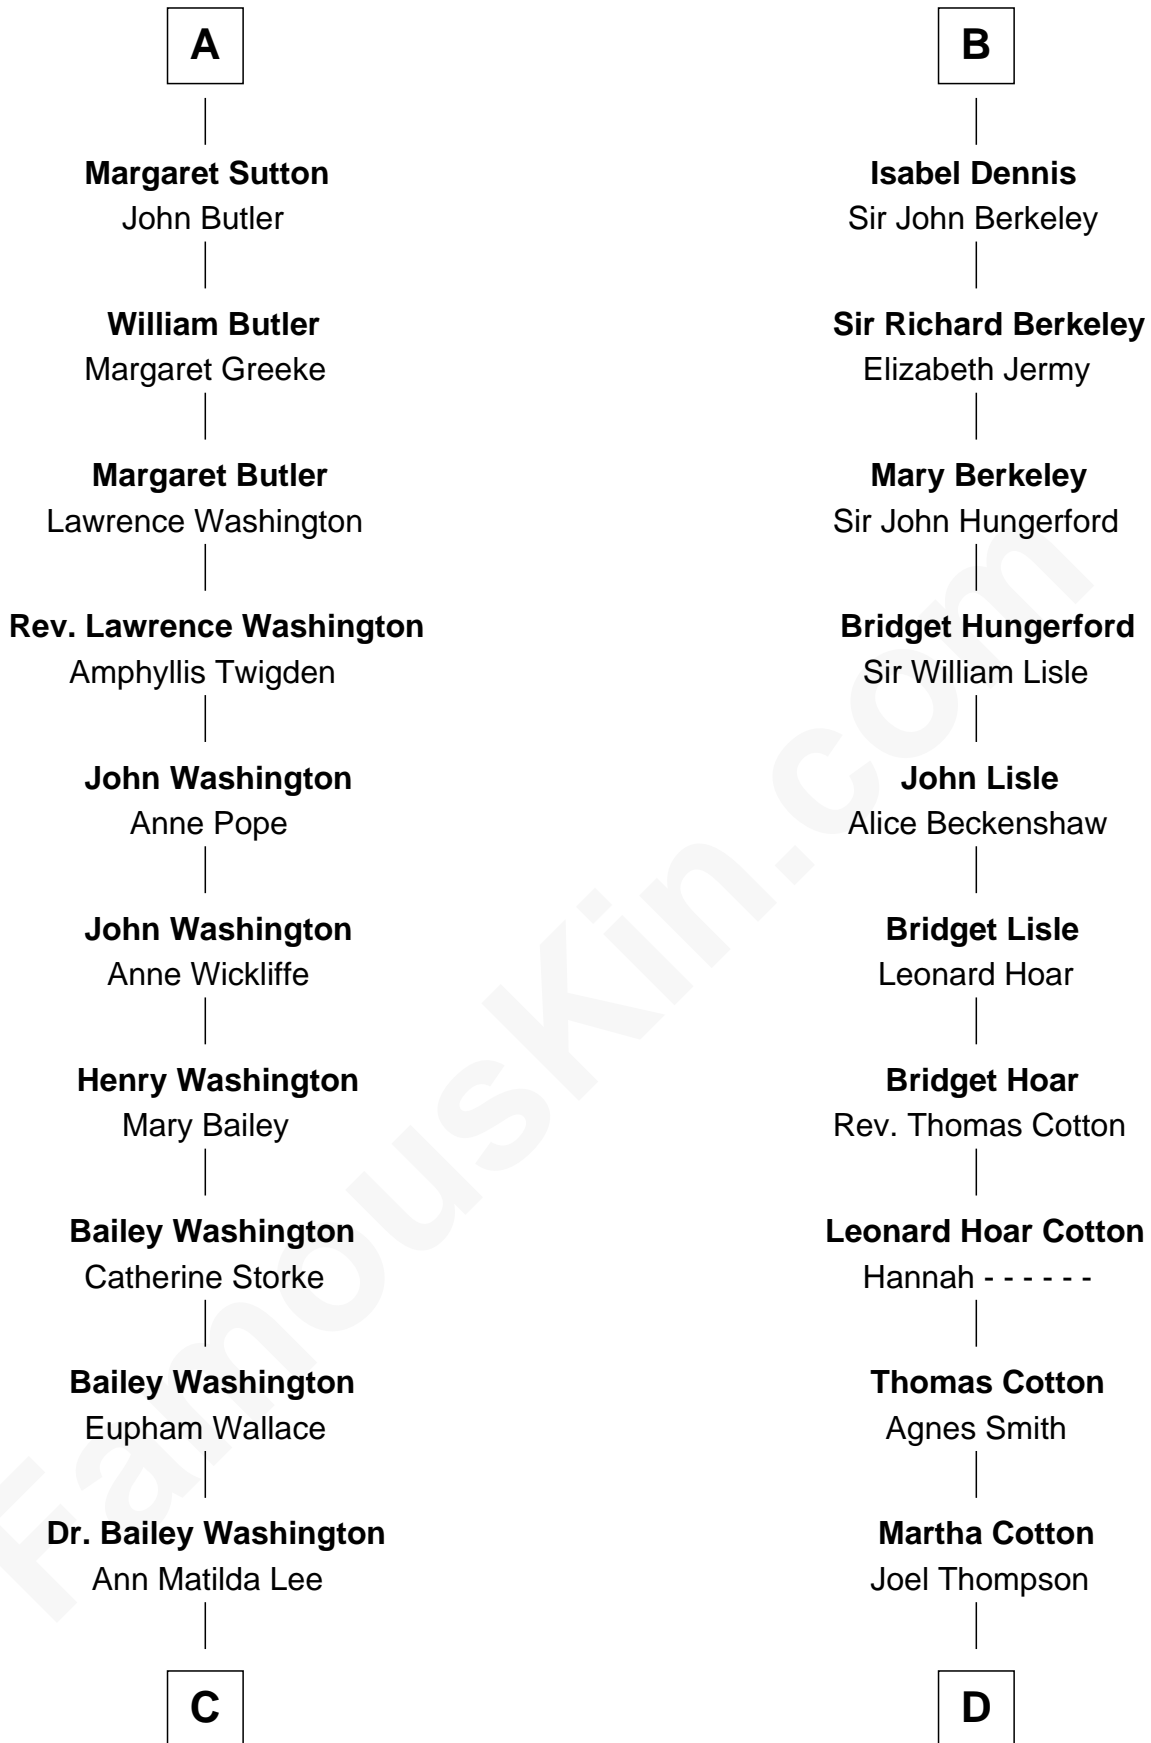 A
Margaret Sutton
John Butler
William Butler
Margaret Greeke
Margaret Butler
Lawrence Washington
Rev. Lawrence Washington
Amphyllis Twigden
John Washington
Anne Pope
John Washington
Anne Wickliffe
Henry Washington
Mary Bailey
Bailey Washington
Catherine Storke
Bailey Washington
Eupham Wallace
Dr. Bailey Washington
Ann Matilda Lee
C
B
Isabel Dennis
Sir John Berkeley
Sir Richard Berkeley
Elizabeth Jermy
Mary Berkeley
Sir John Hungerford
Bridget Hungerford
Sir William Lisle
John Lisle
Alice Beckenshaw
Bridget Lisle
Leonard Hoar
Bridget Hoar
Rev. Thomas Cotton
Leonard Hoar Cotton
Hannah - - - - - -
Thomas Cotton
Agnes Smith
Martha Cotton
Joel Thompson
D
FamousKin.com